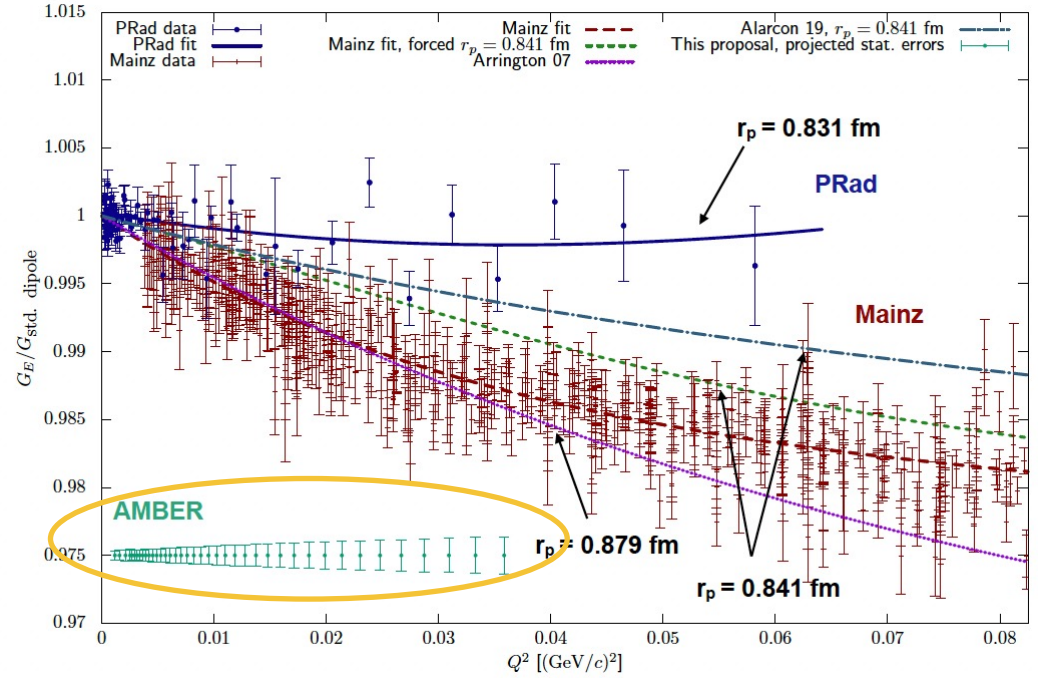 PRad data
PRad fit
Mainz data
Mainz fit
Mainz fit, forced r_p = 0.841 fm
Arrington 07
Alarcon 19, r_p = 0.841 fm
This proposal, projected stat. errors
1.015
1.01
1.005
1
0.995
0.99
0.985
0.98
0.975
0.97
G_E/G_std. dipole
r_p = 0.831 fm
PRad
Mainz
AMBER
r_p = 0.879 fm
r_p = 0.841 fm
0
0.01
0.02
0.03
0.04
0.05
0.06
0.07
0.08
Q^2 [(GeV/c)^2]